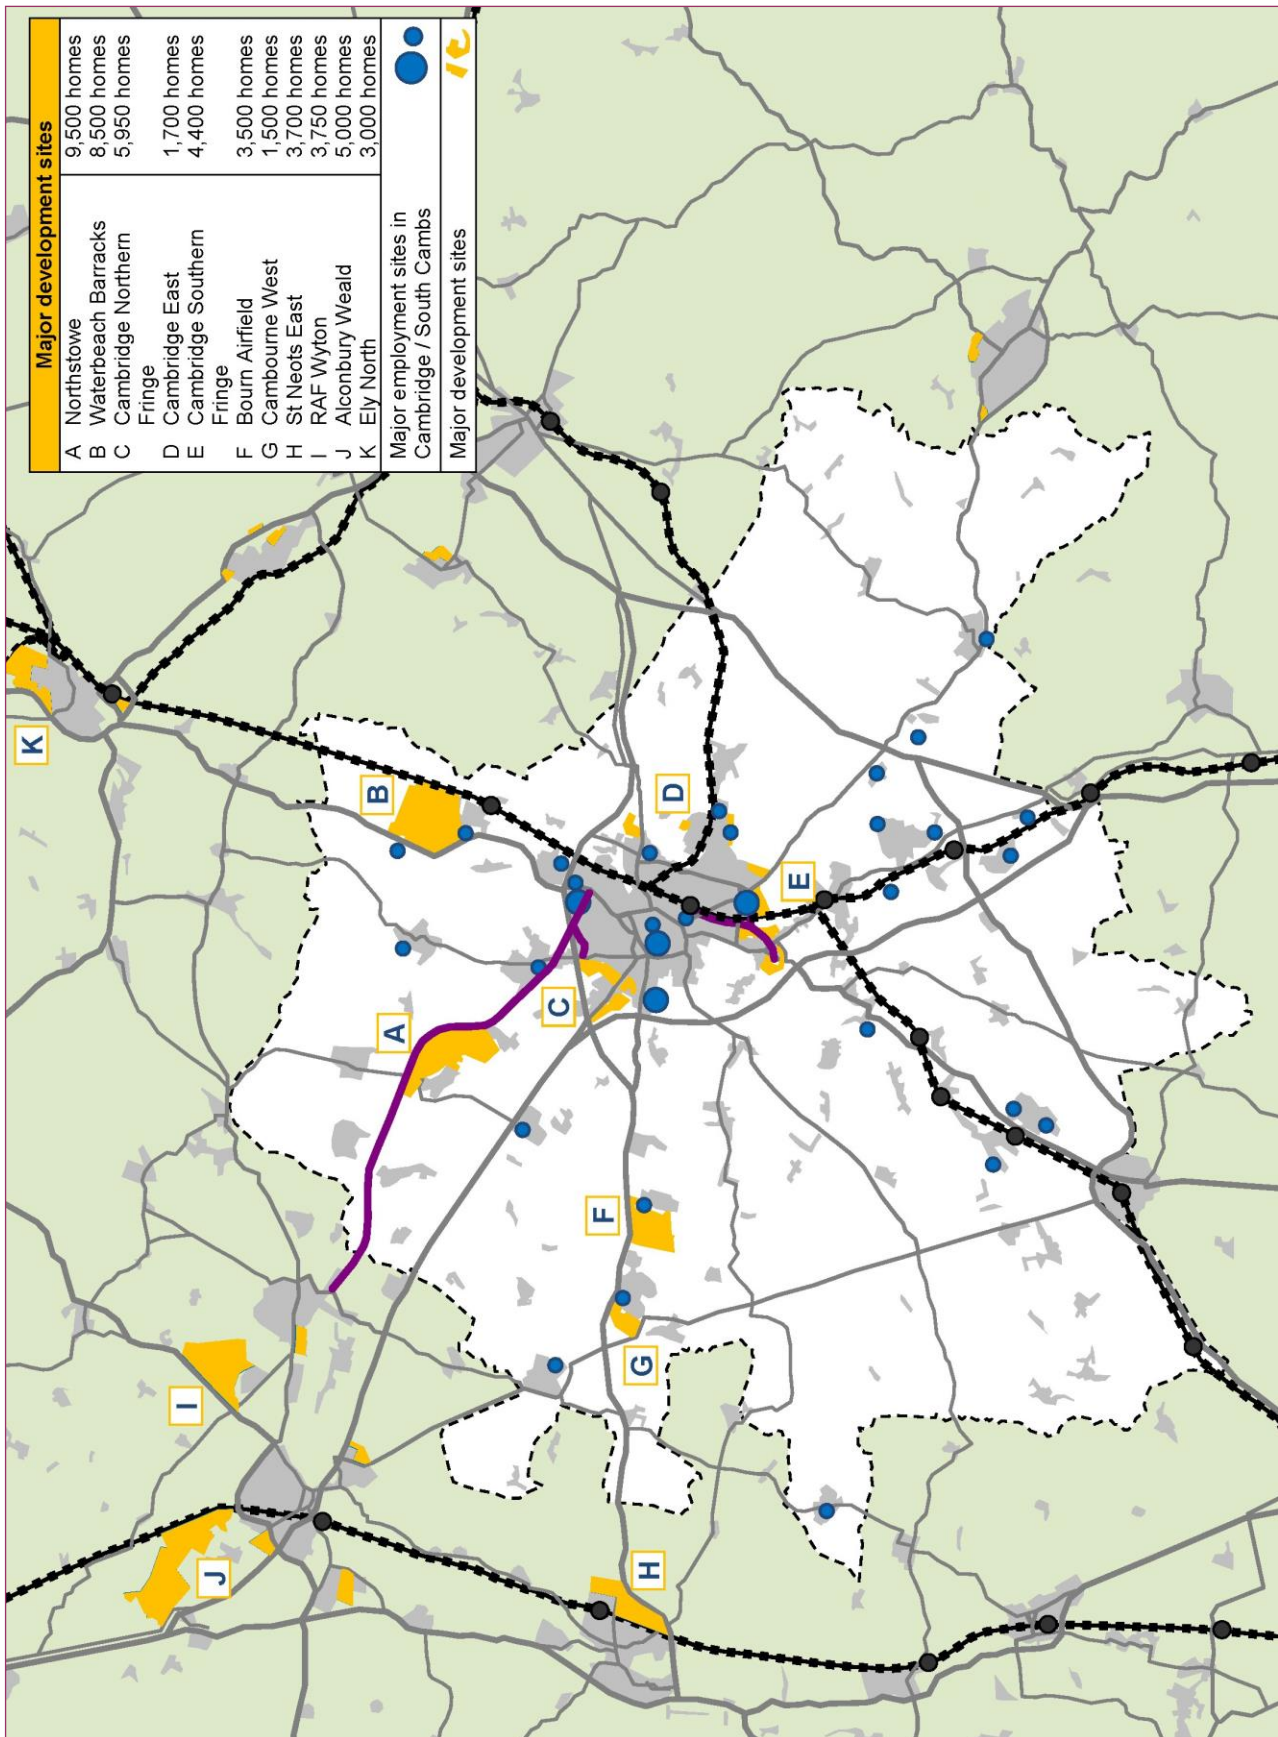 Major development sites
A Northstowe 9,500 homes
B Waterbeach Barracks 8,500 homes
C Cambridge Northern 5,950 homes
Fringe
D Cambridge East 1,700 homes
E Cambridge Southern 4,400 homes
Fringe
F Bourn Airfield 3,500 homes
G Cambourne West 1,500 homes
H St Neots East 3,700 homes
I RAF Wyton 3,750 homes
J Alconbury Weald 5,000 homes
K Ely North 3,000 homes
Major employment sites in
Cambridge / South Cambs
Major development sites
J
I
K
A
B
C
D
E
F
G
H